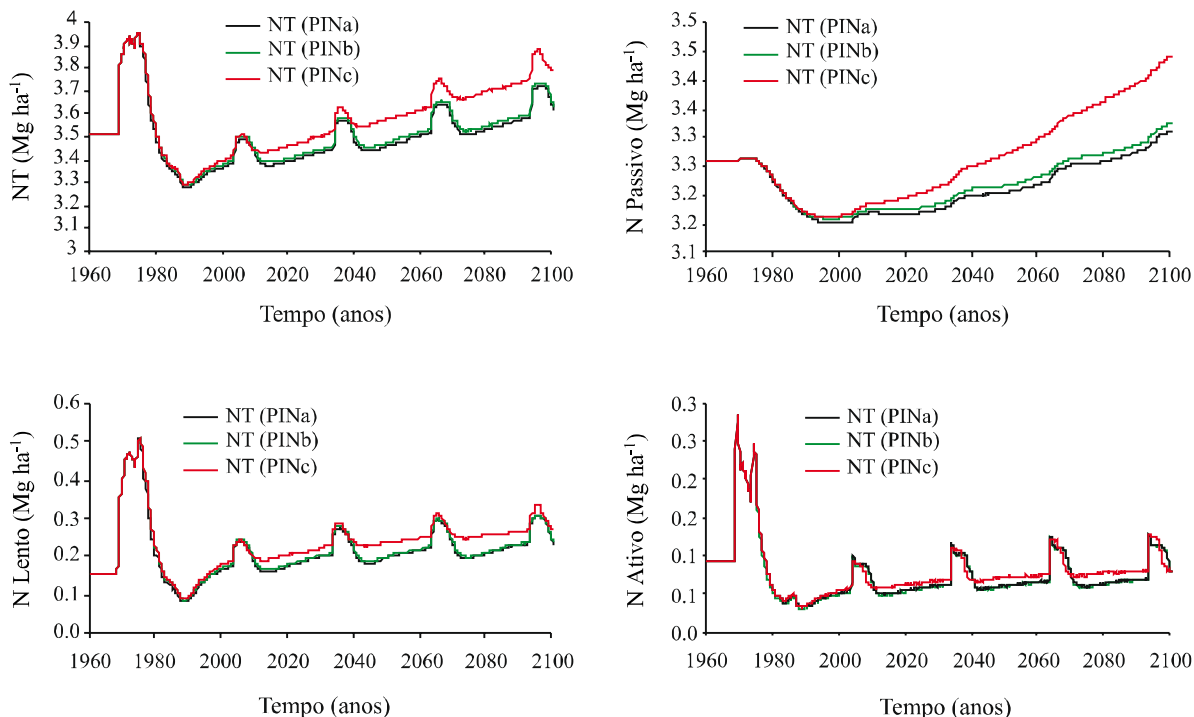 NT (Mg ha-1)
4
3.9
3.8
3.7
3.6
3.5
3.4
3.3
3.2
3.1
3
NT (PINa)
NT (PINb)
NT (PINc)
1960 1980 2000 2020 2040 2060 2080 2100
Tempo (anos)
N Passivo (Mg ha-1)
3.5
3.5
3.4
3.4
3.3
3.3
3.2
3.2
3.1
NT (PINa)
NT (PINb)
NT (PINc)
1960 1980 2000 2020 2040 2060 2080 2100
Tempo (anos)
N Lento (Mg ha-1)
0.6
0.5
0.4
0.3
0.2
0.1
0.0
NT (PINa)
NT (PINb)
NT (PINc)
1960 1980 2000 2020 2040 2060 2080 2100
Tempo (anos)
N Ativo (Mg ha-1)
0.3
0.3
0.2
0.2
0.1
0.1
0.0
NT (PINa)
NT (PINb)
NT (PINc)
1960 1980 2000 2020 2040 2060 2080 2100
Tempo (anos)